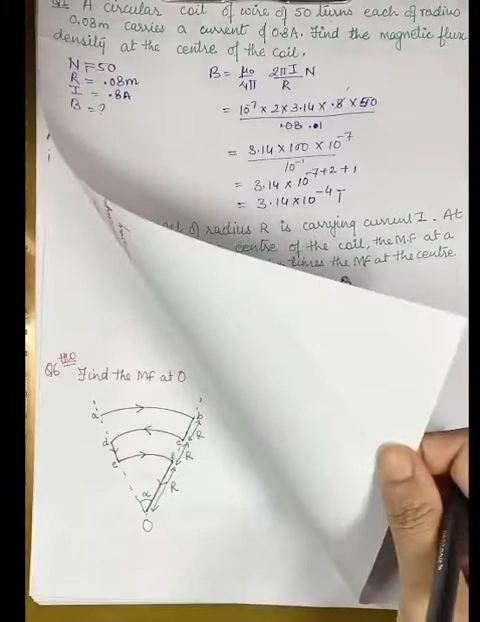 Q1 A circular coil of wire of 50 turns each of radius
0.08m carries a current of 0.8A. Find the magnetic flux
density at the centre of the coil.
N=50
R = .08m
I = .8A
B = ?
B = μ₀/4π 2πI/R N
= 10⁻⁷ × 2 × 3.14 × .8 × 50 / .08 .01
= 3.14 × 100 × 10⁻⁷ / 10⁻¹
= 3.14 × 10⁻⁷⁺²⁺¹
= 3.14 × 10⁻⁴ T
of radius R is carrying current I. At
centre of the coil, the M.F at a
times the MF at the centre
Q6 Find the MF at O
a
b
d
c
R
e
f
R
α
R
O